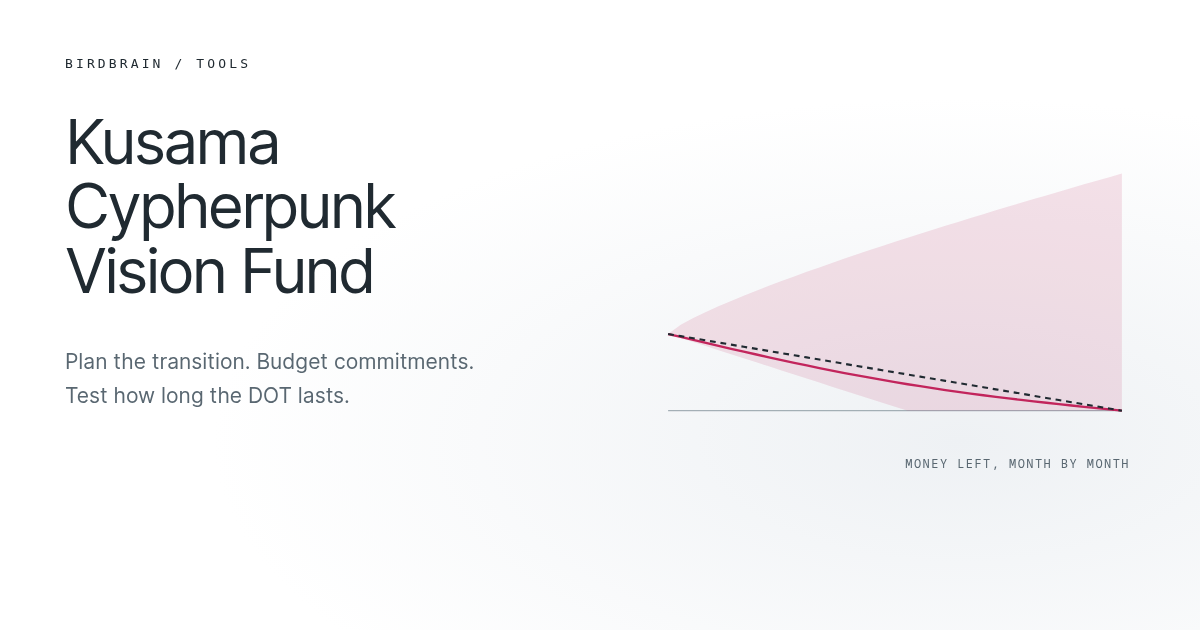 BIRDBRAIN / TOOLS
Kusama
Cypherpunk
Vision Fund
Plan the transition. Budget commitments.
Test how long the DOT lasts.
MONEY LEFT, MONTH BY MONTH